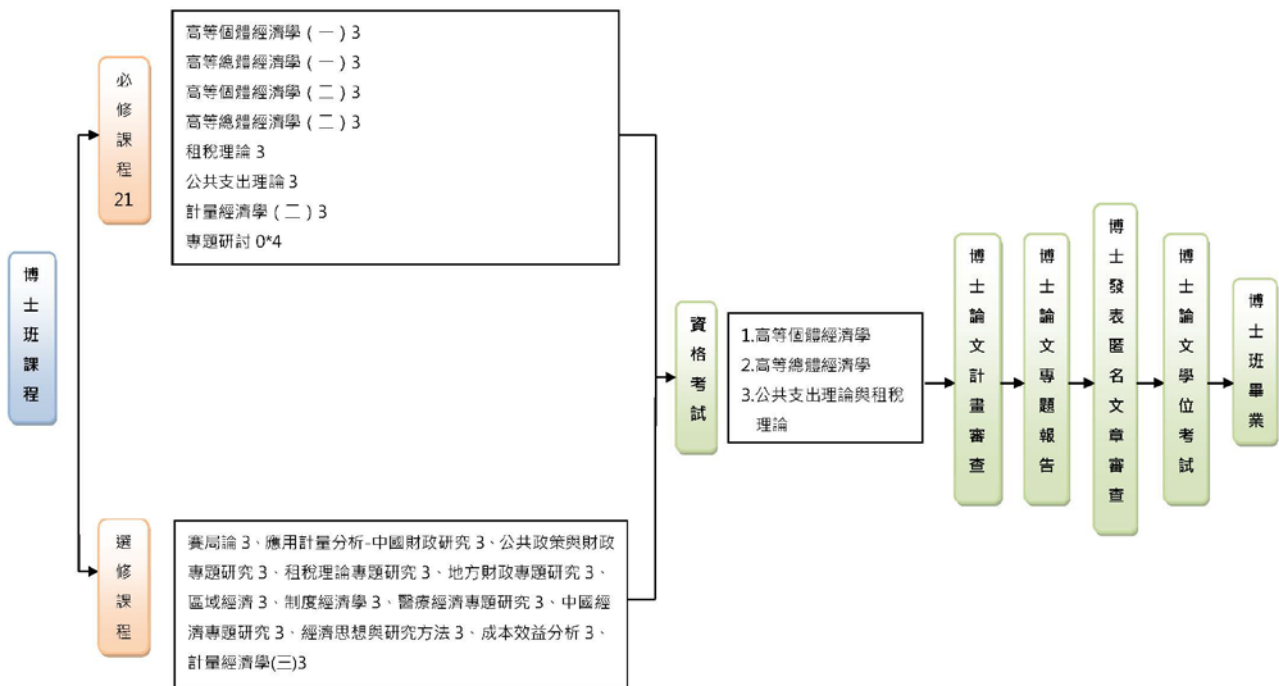 博士班課程
必修課程
21
高等個體經濟學(一)3
高等總體經濟學(一)3
高等個體經濟學(二)3
高等總體經濟學(二)3
租稅理論 3
公共支出理論 3
計量經濟學(二)3
專題研討 0*4
選修課程
賽局論 3、應用計量分析-中國財政研究 3、公共政策與財政
專題研究 3、租稅理論專題研究 3、地方財政專題研究 3、
區域經濟 3、制度經濟學 3、醫療經濟專題研究 3、中國經
濟專題研究 3、經濟思想與研究方法 3、成本效益分析 3、
計量經濟學(三)3
資格考試
1.高等個體經濟學
2.高等總體經濟學
3.公共支出理論與租稅
理論
博士論文計畫審查
博士論文專題報告
博士發表匿名文章審查
博士論文學位考試
博士班畢業